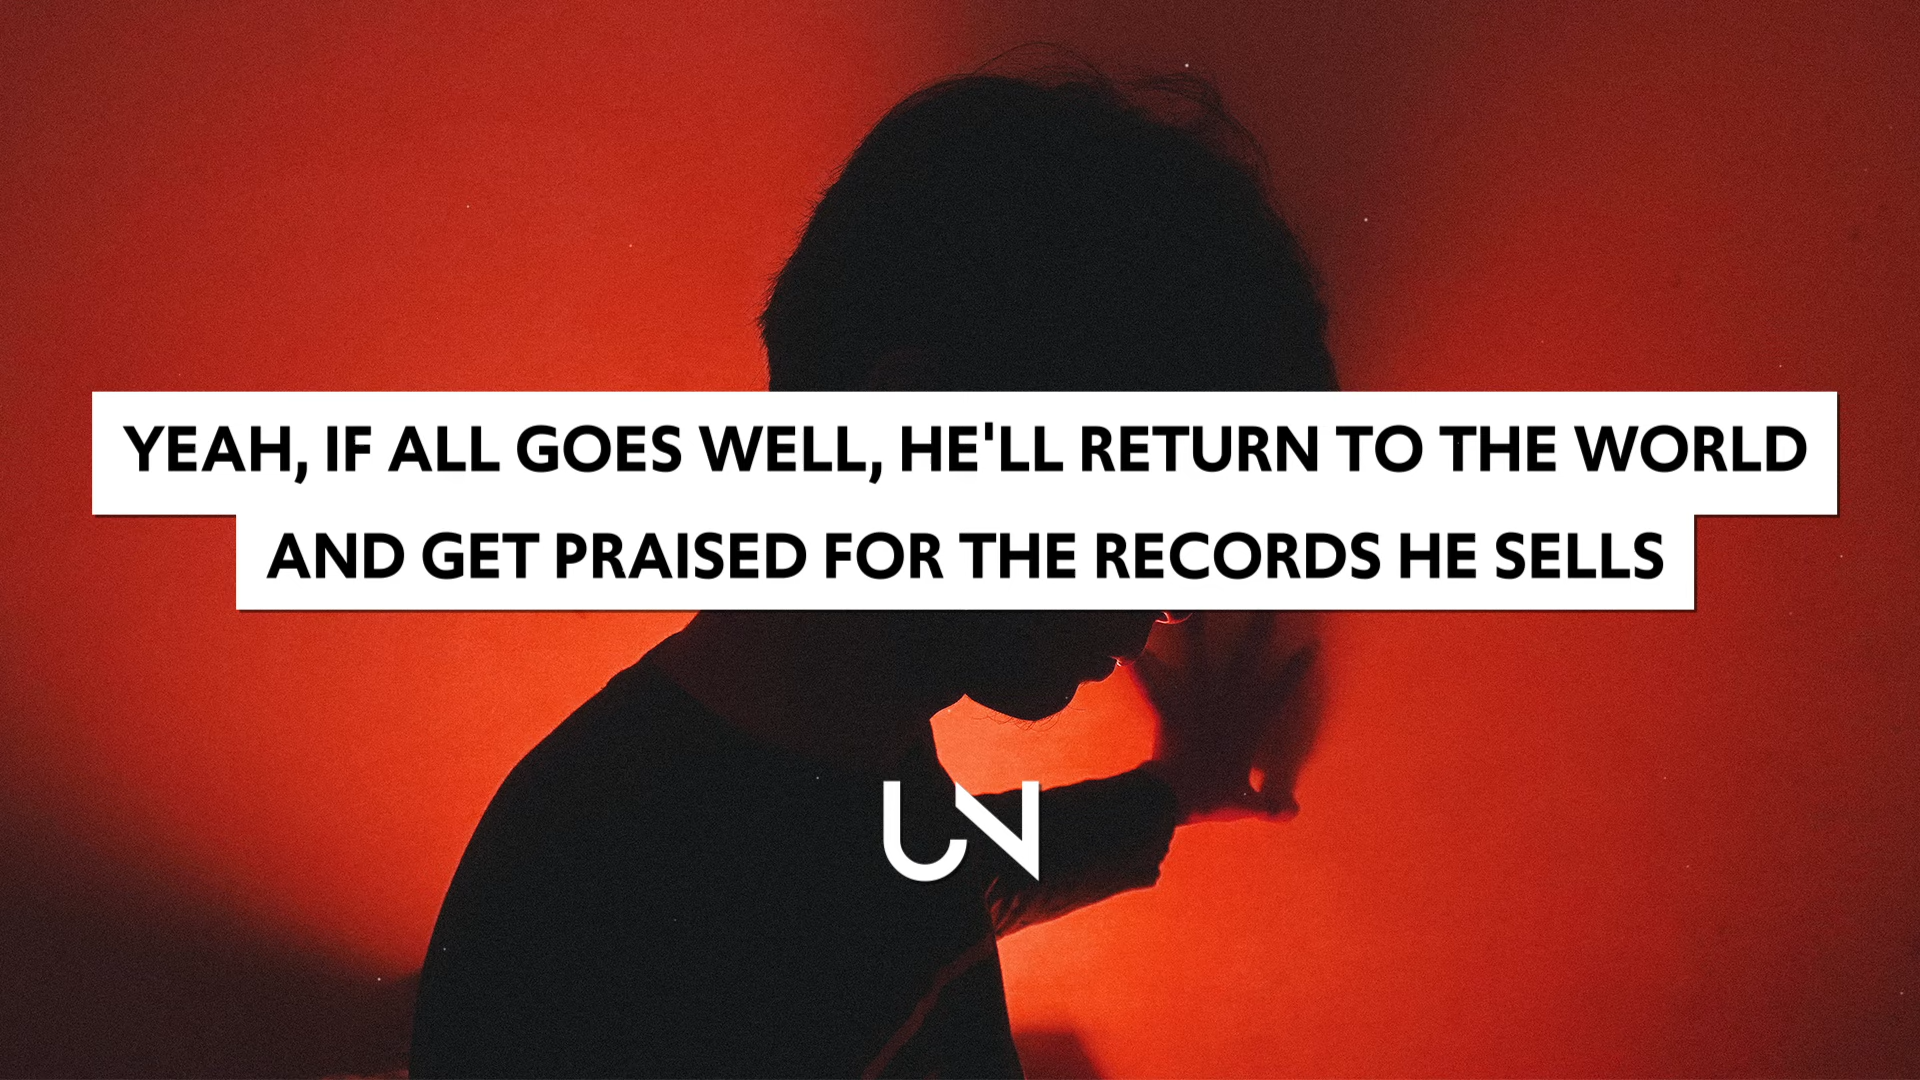 YEAH, IF ALL GOES WELL, HE'LL RETURN TO THE WORLD
AND GET PRAISED FOR THE RECORDS HE SELLS
UN